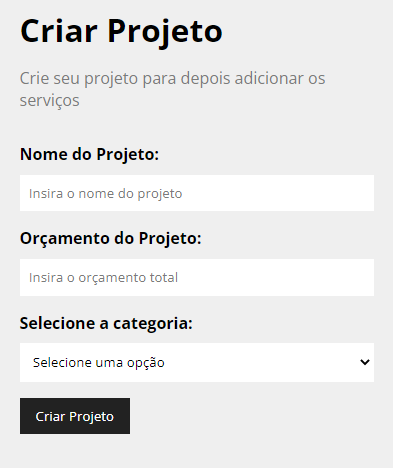 Criar Projeto
Crie seu projeto para depois adicionar os
serviços
Nome do Projeto:
Insira o nome do projeto
Orçamento do Projeto:
Insira o orçamento total
Selecione a categoria:
Selecione uma opção
Criar Projeto